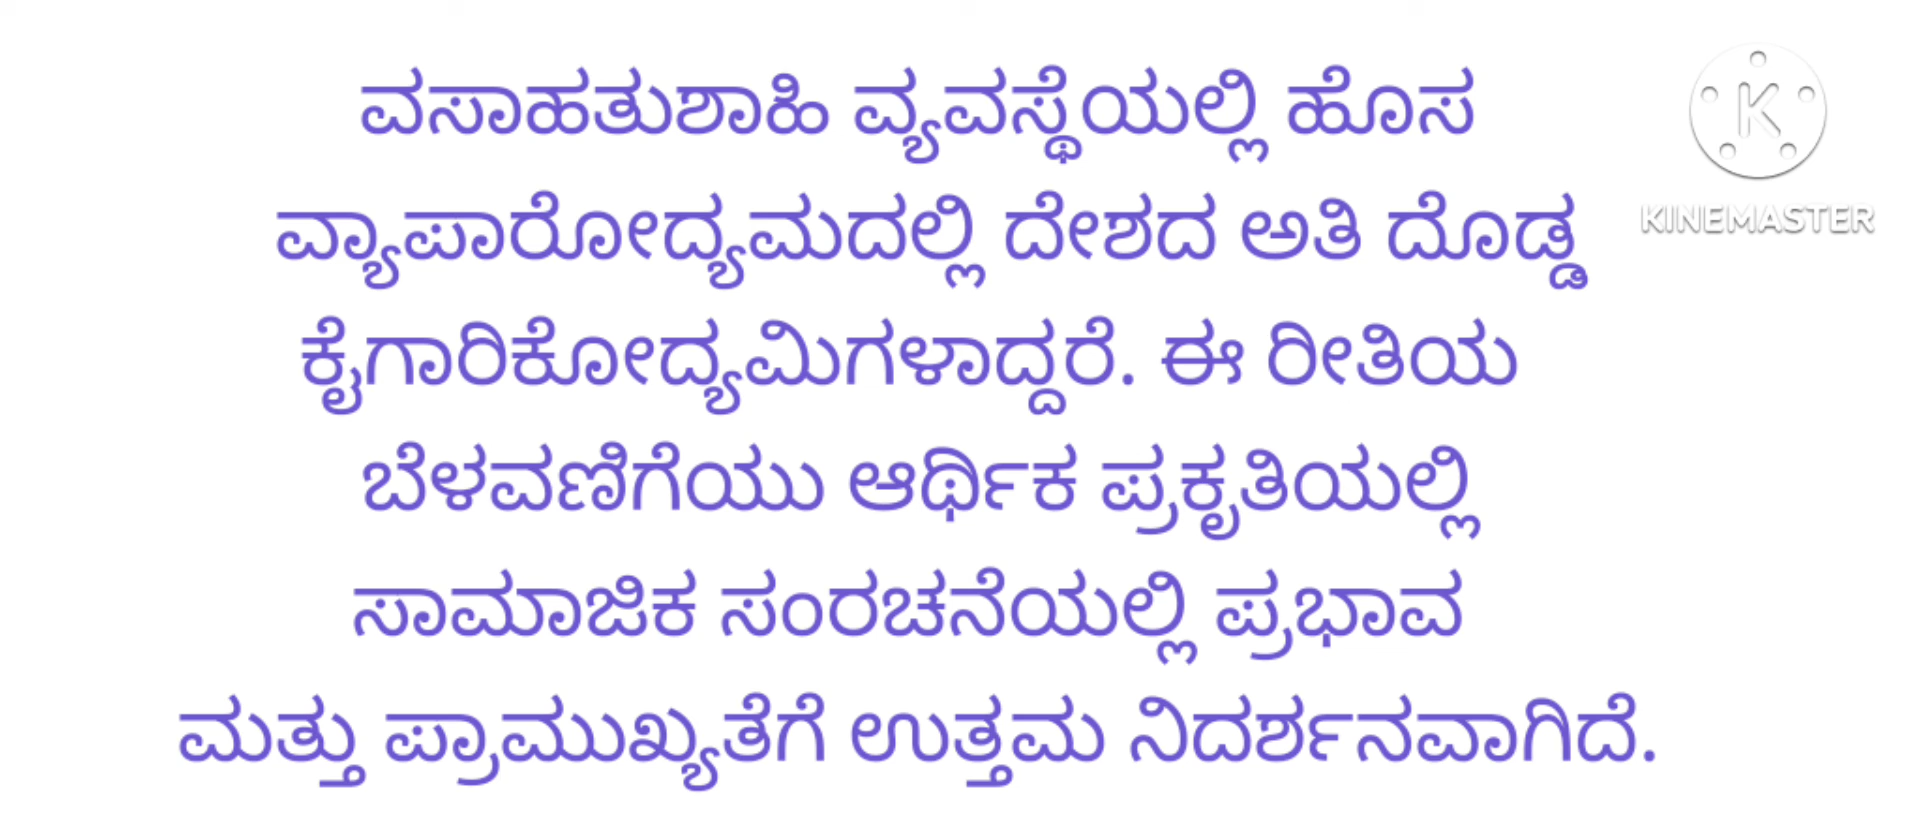 ವಸಾಹತುಶಾಹಿ ವ್ಯವಸ್ಥೆಯಲ್ಲಿ ಹೊಸ
ವ್ಯಾಪಾರೋದ್ಯಮದಲ್ಲಿ ದೇಶದ ಅತಿ ದೊಡ್ಡ
ಕೈಗಾರಿಕೋದ್ಯಮಿಗಳಾದ್ದರೆ. ಈ ರೀತಿಯ
ಬೆಳವಣಿಗೆಯು ಆರ್ಥಿಕ ಪ್ರಕೃತಿಯಲ್ಲಿ
ಸಾಮಾಜಿಕ ಸಂರಚನೆಯಲ್ಲಿ ಪ್ರಭಾವ
ಮತ್ತು ಪ್ರಾಮುಖ್ಯತೆಗೆ ಉತ್ತಮ ನಿದರ್ಶನವಾಗಿದೆ.
K
KINEMASTER